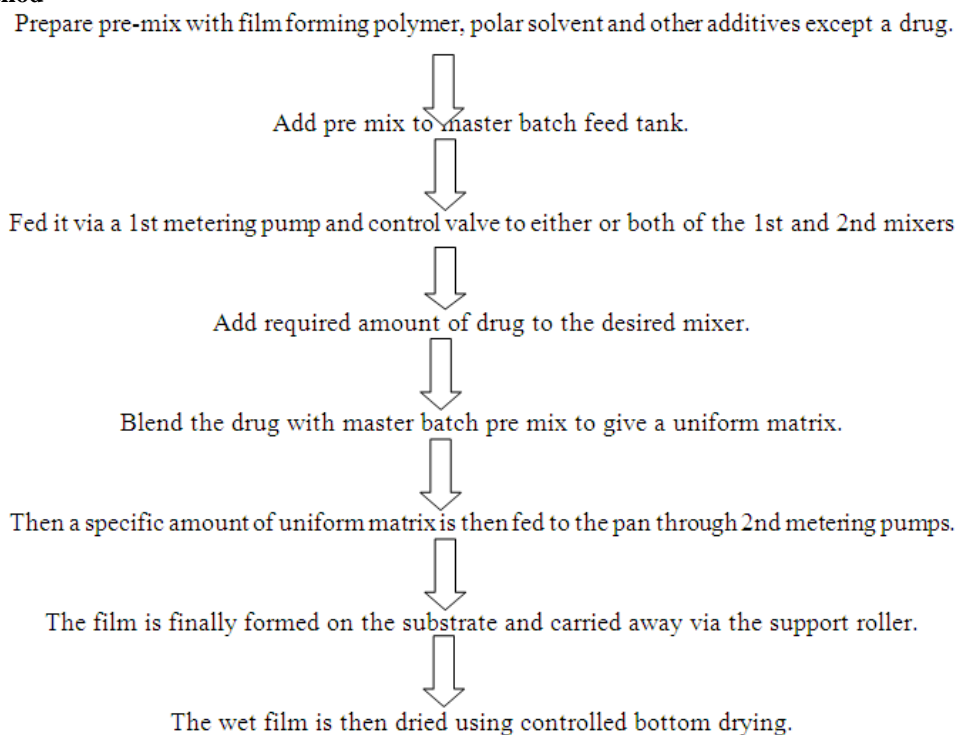 Prepare pre-mix with film forming polymer, polar solvent and other additives except a drug.
Add pre mix to master batch feed tank.
Fed it via a 1st metering pump and control valve to either or both of the 1st and 2nd mixers
Add required amount of drug to the desired mixer.
Blend the drug with master batch pre mix to give a uniform matrix.
Then a specific amount of uniform matrix is then fed to the pan through 2nd metering pumps.
The film is finally formed on the substrate and carried away via the support roller.
The wet film is then dried using controlled bottom drying.